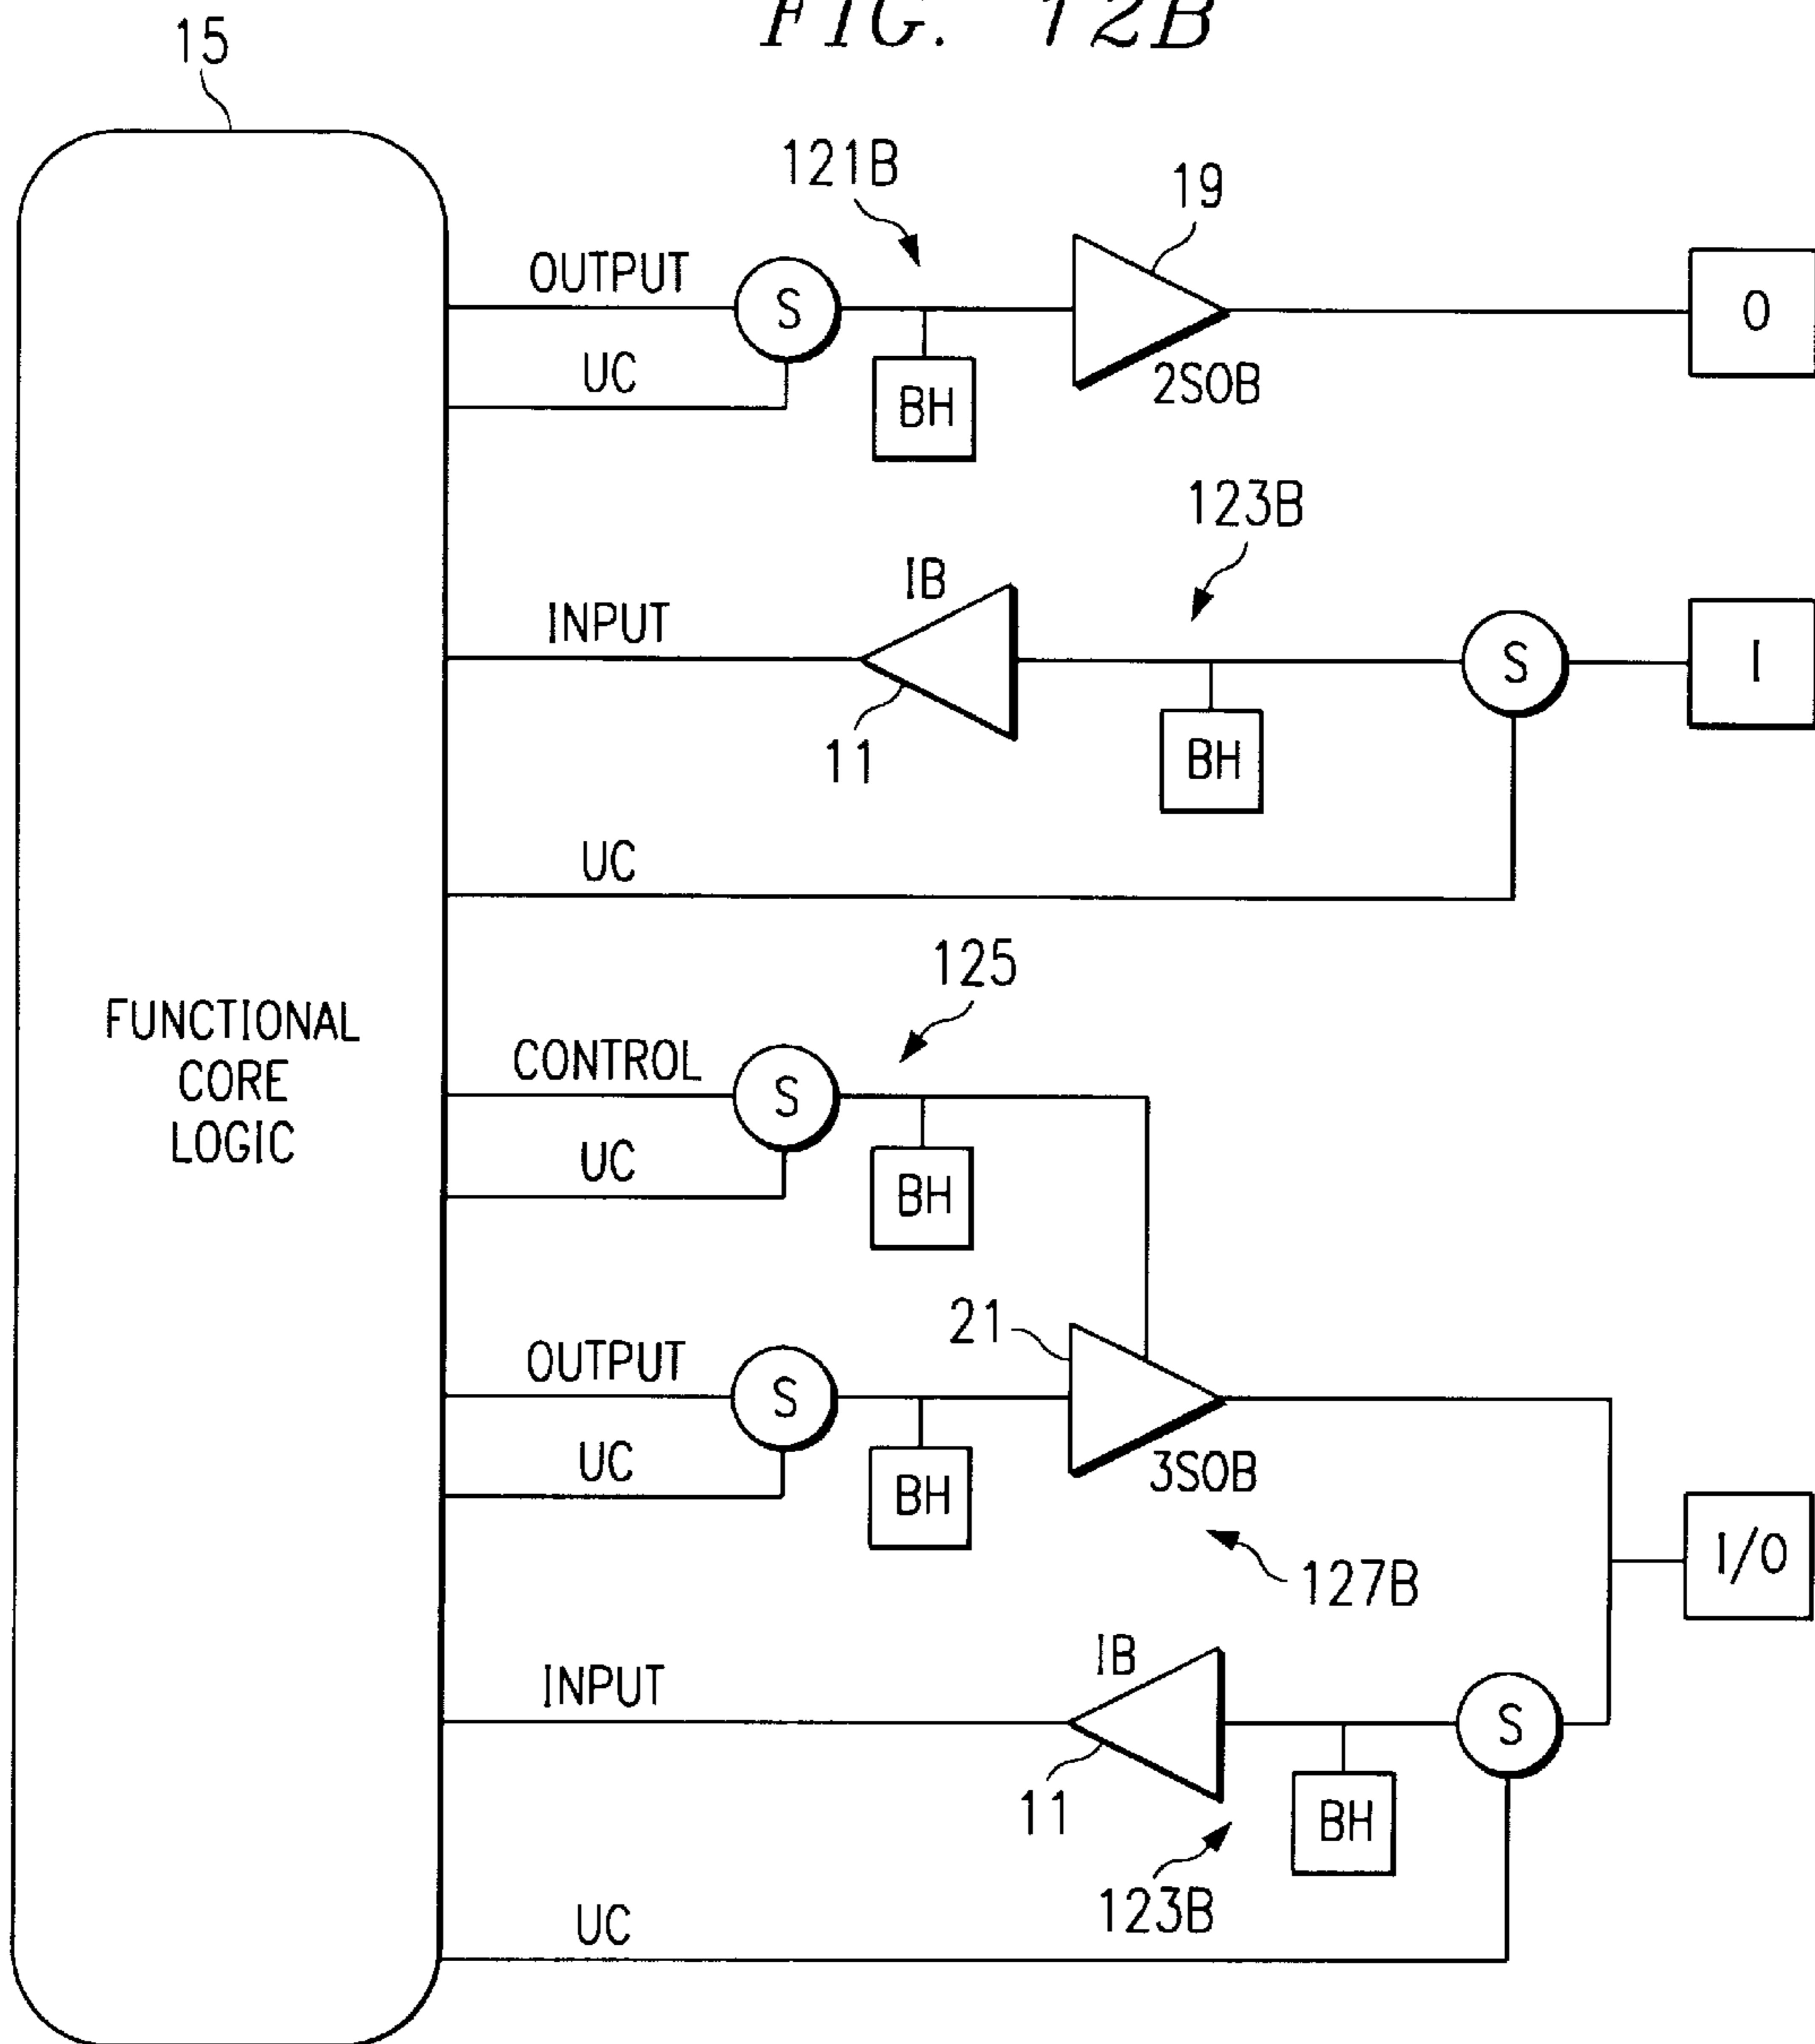 FIG. 12B
15
121B
19
OUTPUT
S
O
UC
BH
2SOB
123B
IB
INPUT
S
I
11
BH
UC
125
FUNCTIONAL
CORE
LOGIC
CONTROL
S
UC
BH
21
OUTPUT
S
UC
BH
3SOB
I/O
127B
IB
INPUT
S
11
BH
123B
UC